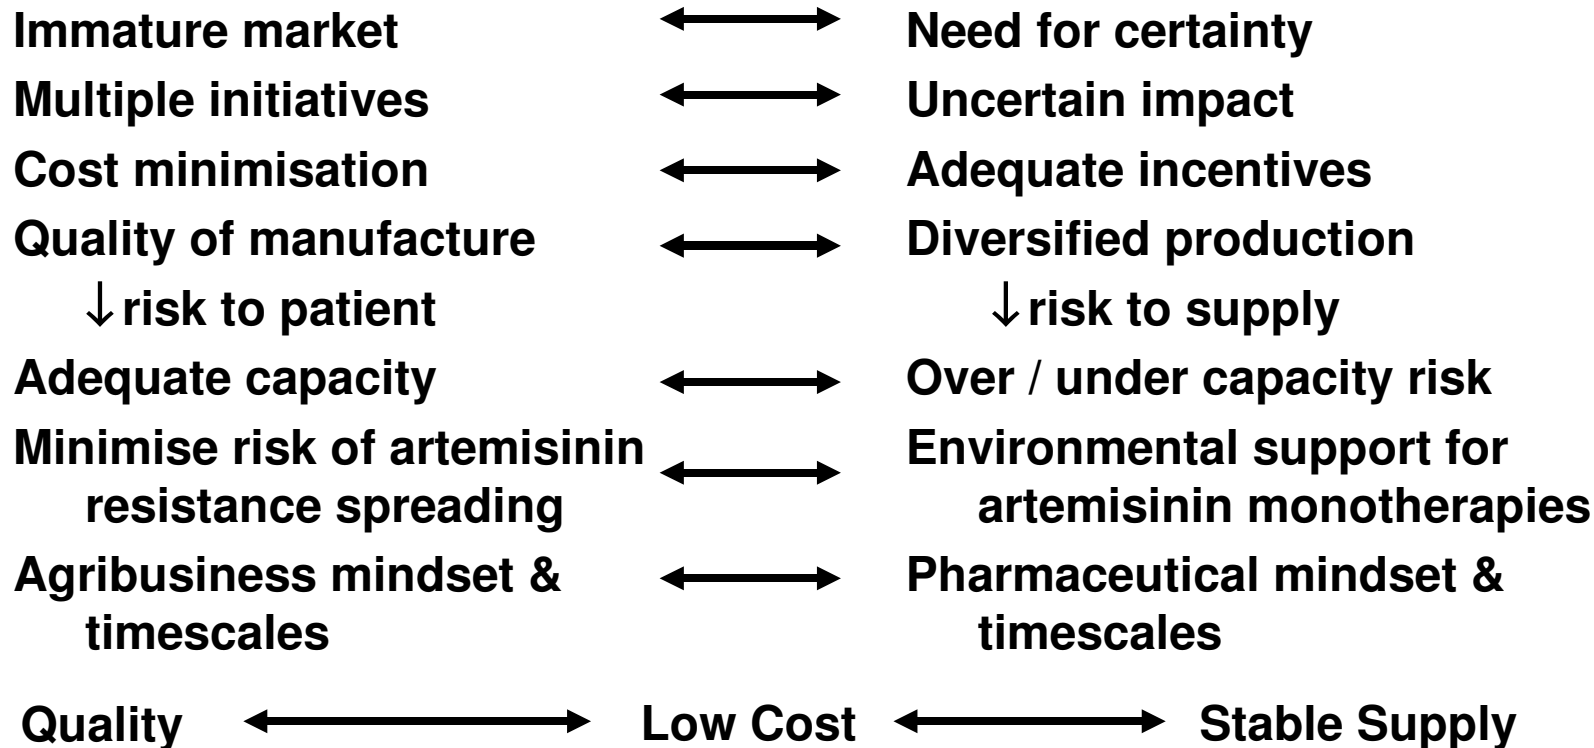 Immature market ↔ Need for certainty
Multiple initiatives ↔ Uncertain impact
Cost minimisation ↔ Adequate incentives
Quality of manufacture ↔ Diversified production
↓ risk to patient ↓ risk to supply
Adequate capacity ↔ Over / under capacity risk
Minimise risk of artemisinin ↔ Environmental support for
resistance spreading artemisinin monotherapies
Agribusiness mindset & ↔ Pharmaceutical mindset &
timescales timescales
Quality ↔ Low Cost ↔ Stable Supply